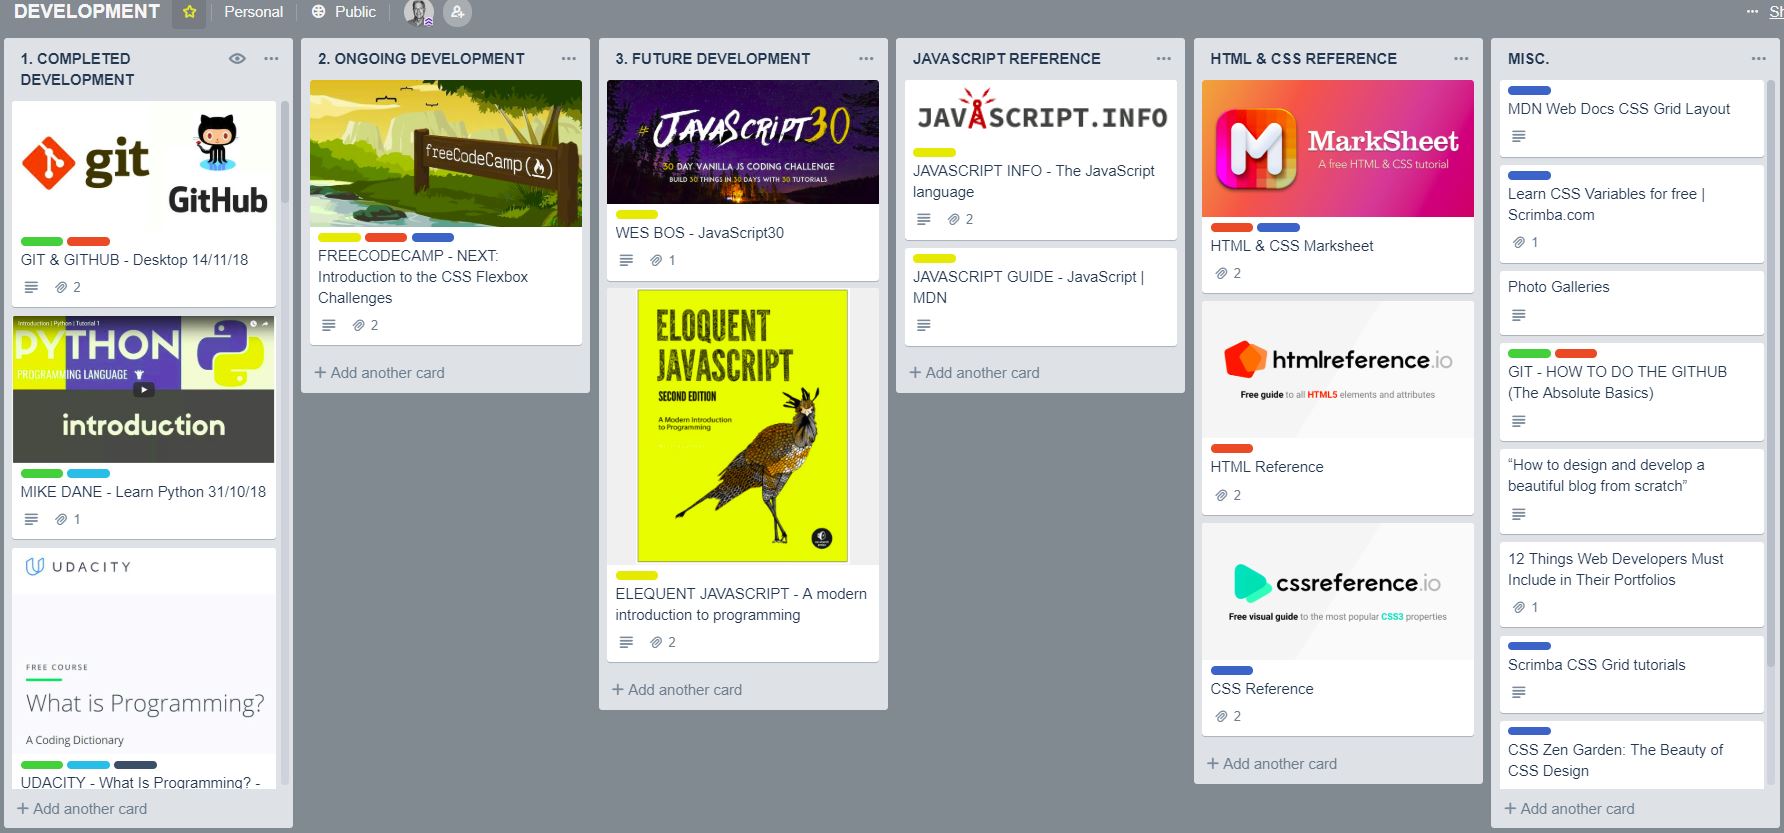 DEVELOPMENT
Personal
Public
1. COMPLETED
DEVELOPMENT
git
GitHub
GIT & GITHUB - Desktop 14/11/18
2
Introduction | Python | Tutorial 1
PYTHON
PROGRAMMING LANGUAGE
introduction
MIKE DANE - Learn Python 31/10/18
1
UDACITY
FREE COURSE
What is Programming?
A Coding Dictionary
UDACITY - What Is Programming? -
+ Add another card
2. ONGOING DEVELOPMENT
freeCodeCamp
FREECODECAMP - NEXT:
Introduction to the CSS Flexbox
Challenges
2
+ Add another card
3. FUTURE DEVELOPMENT
# JAVASCRIPT30
30 DAY VANILLA JS CODING CHALLENGE
BUILD 30 THINGS IN 30 DAYS WITH 30 TUTORIALS
WES BOS - JavaScript30
1
ELOQUENT
JAVASCRIPT
SECOND EDITION
A Modern Introduction
to Programming
ELEQUENT JAVASCRIPT - A modern
introduction to programming
2
+ Add another card
JAVASCRIPT REFERENCE
JAVASCRIPT.INFO
JAVASCRIPT INFO - The JavaScript
language
2
JAVASCRIPT GUIDE - JavaScript |
MDN
+ Add another card
HTML & CSS REFERENCE
M
MarkSheet
A free HTML & CSS tutorial
HTML & CSS Marksheet
2
htmlreference.io
Free guide to all HTML5 elements and attributes
HTML Reference
2
cssreference.io
Free visual guide to the most popular CSS3 properties
CSS Reference
2
+ Add another card
MISC.
MDN Web Docs CSS Grid Layout
Learn CSS Variables for free |
Scrimba.com
1
Photo Galleries
GIT - HOW TO DO THE GITHUB
(The Absolute Basics)
“How to design and develop a
beautiful blog from scratch”
12 Things Web Developers Must
Include in Their Portfolios
1
Scrimba CSS Grid tutorials
CSS Zen Garden: The Beauty of
CSS Design
+ Add another card